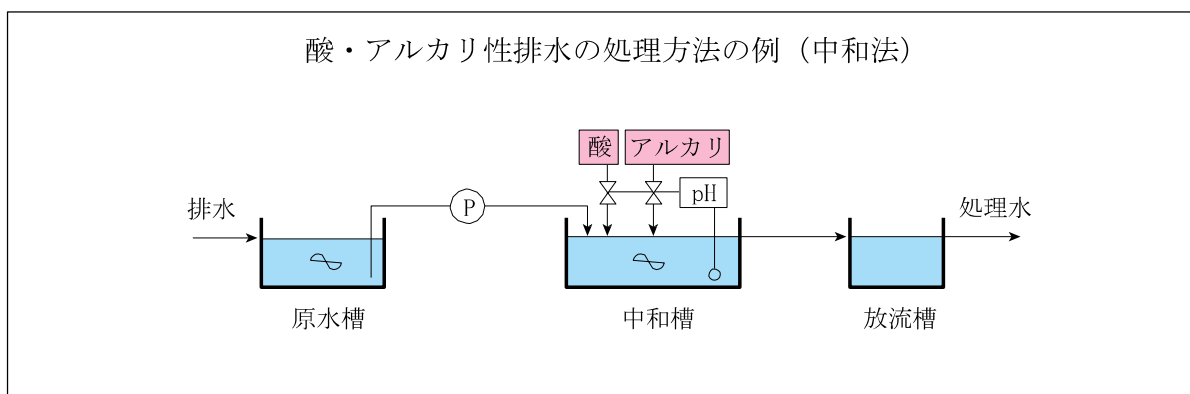 酸・アルカリ性排水の処理方法の例（中和法）
酸
アルカリ
pH
P
排水
処理水
原水槽
中和槽
放流槽